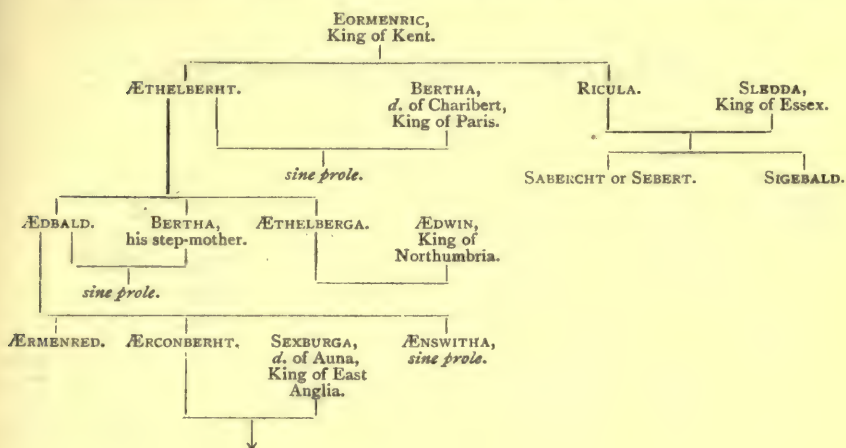 EORMENRIC,
King of Kent.
ÆTHELBERHT.
BERTHA,
d. of Charibert,
King of Paris.
RICULA.
SLEDDA,
King of Essex.
sine prole.
SABERCHT or SEBERT.
SIGEBALD.
ÆDBALD.
BERTHA,
his step-mother.
ÆTHELBERGA.
ÆDWIN,
King of
Northumbria.
sine prole.
ÆRMENRED.
ÆRCONBERHT.
SEXBURGA,
d. of Auna,
King of East
Anglia.
ÆNSWITHA,
sine prole.